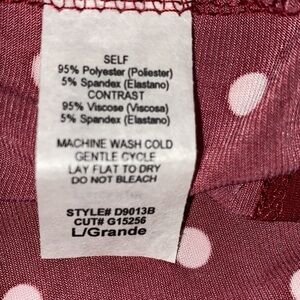 SELF
95% Polyester (Poliester)
5% Spandex (Elastano)
CONTRAST
95% Viscose (Viscosa)
5% Spandex (Elastano)
MACHINE WASH COLD
GENTLE CYCLE
LAY FLAT TO DRY
DO NOT BLEACH
STYLE# D9013B
CUT# G15256
L/Grande